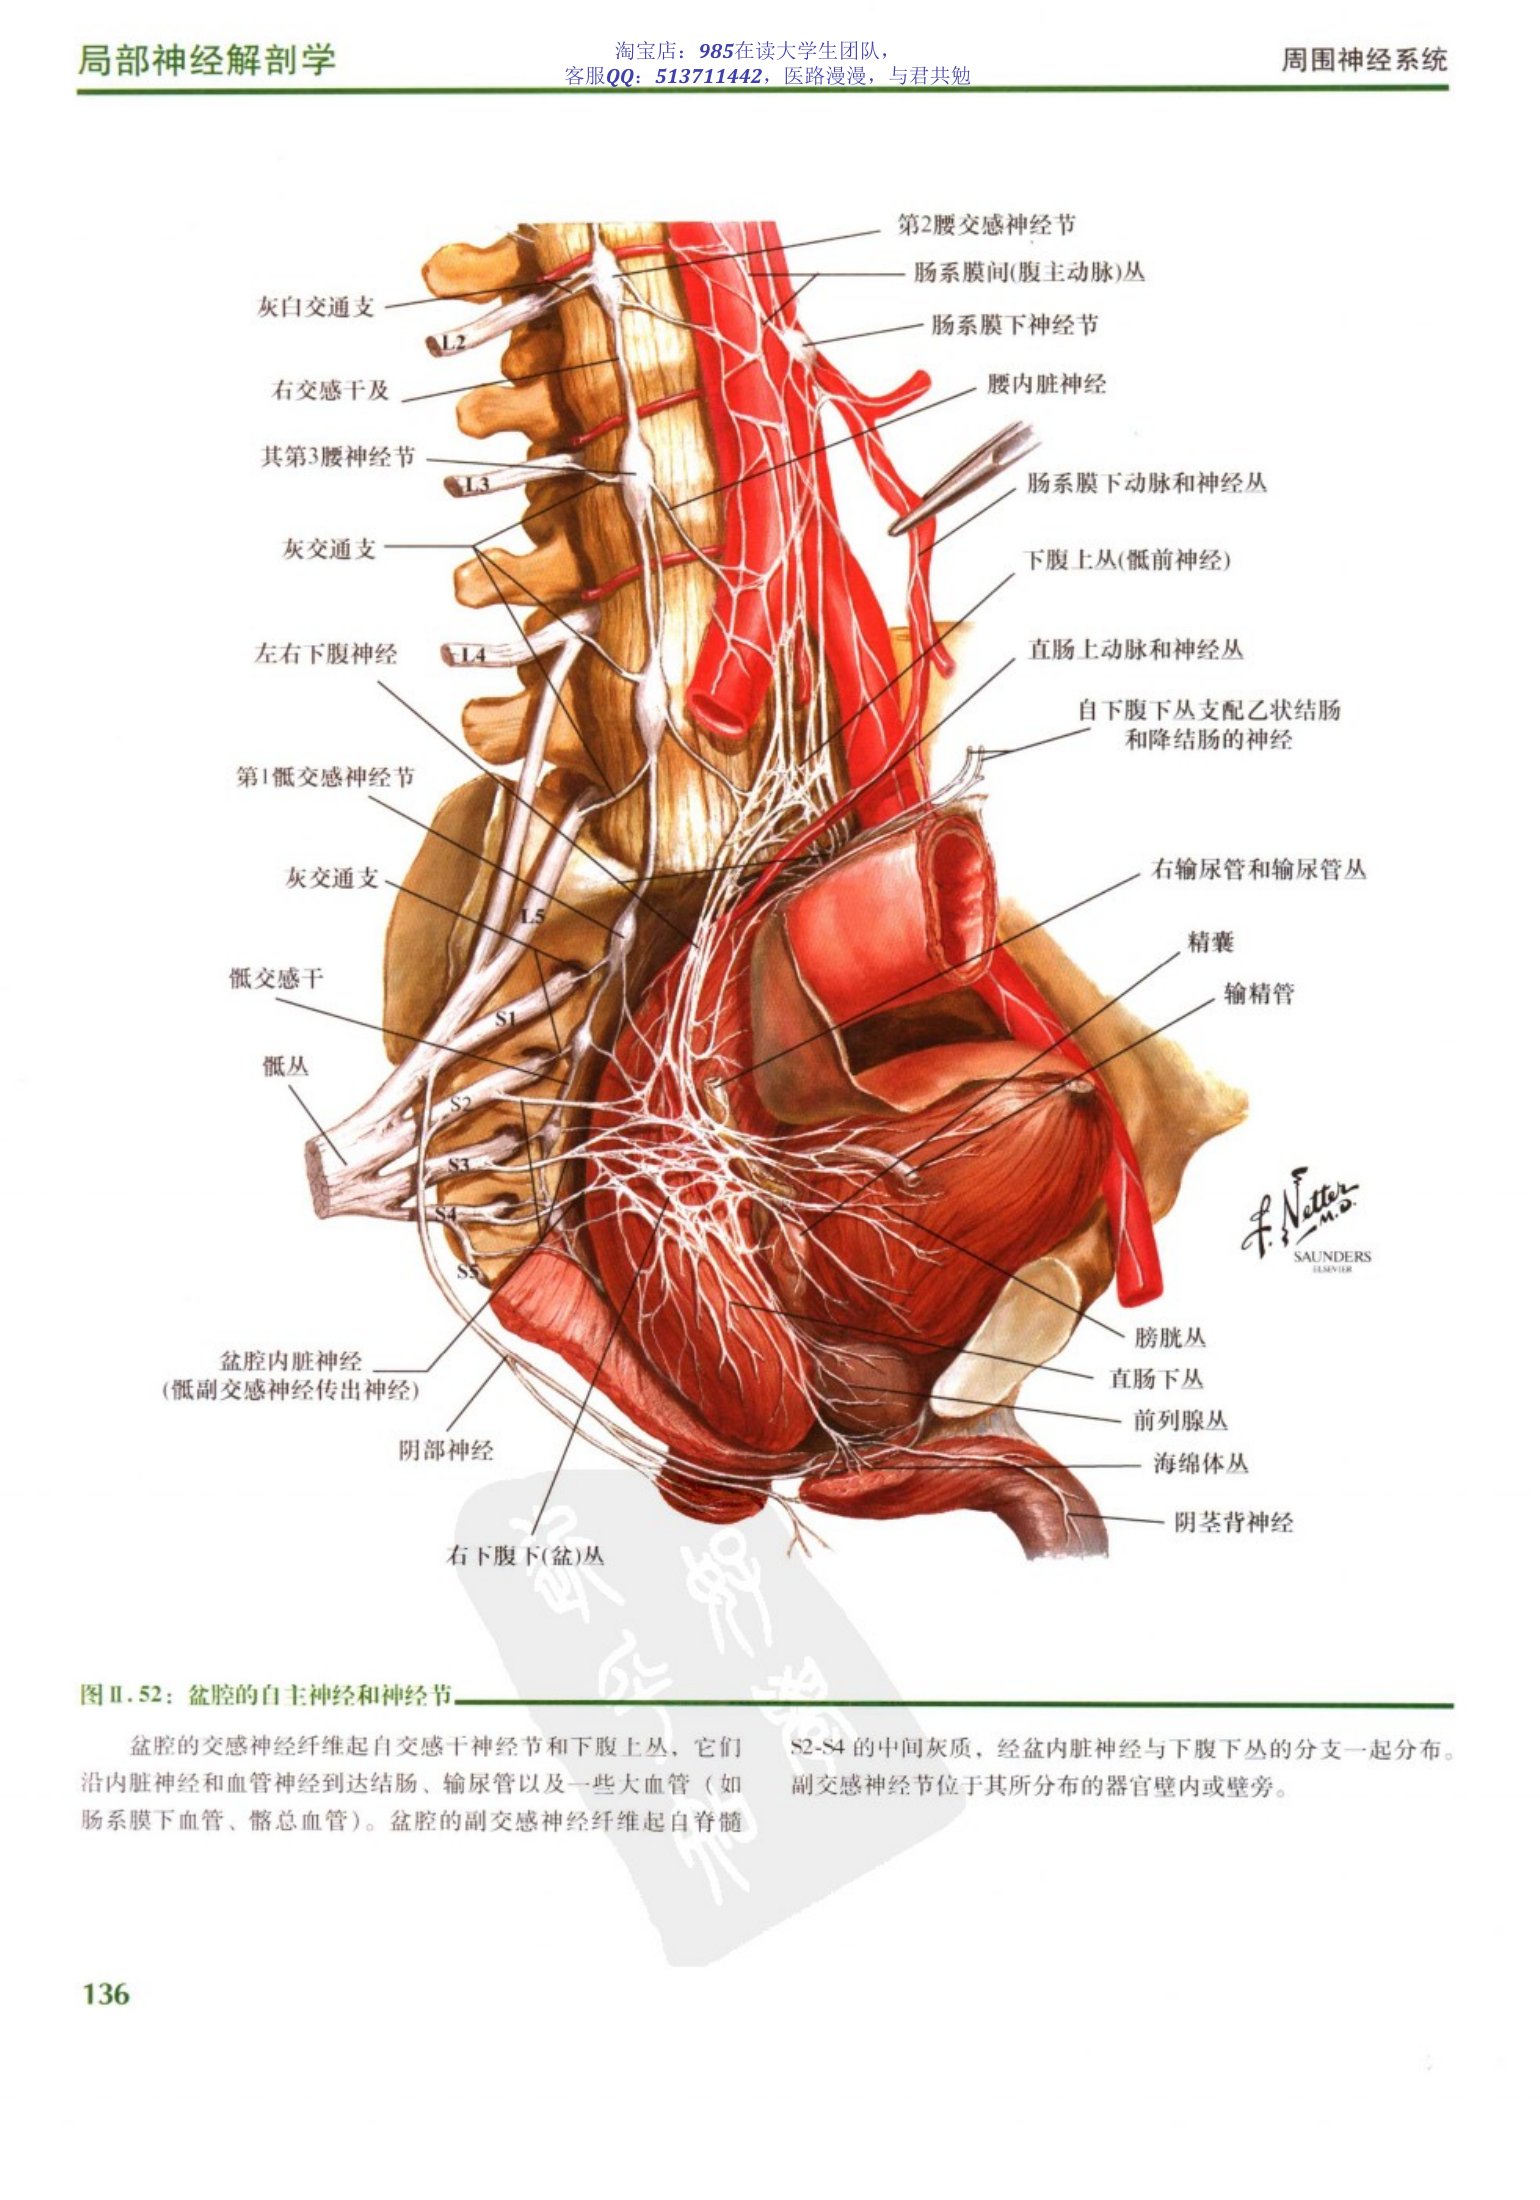 局部神经解剖学
淘宝店：985在读大学生团队，
客服QQ：513711442，医路漫漫，与君共勉
周围神经系统
第2腰交感神经节
肠系膜间(腹主动脉)丛
灰白交通支
肠系膜下神经节
L2
右交感干及
腰内脏神经
其第3腰神经节
L3
肠系膜下动脉和神经丛
灰交通支
下腹上丛(骶前神经)
左右下腹神经
L4
直肠上动脉和神经丛
自下腹下丛支配乙状结肠
和降结肠的神经
第1骶交感神经节
灰交通支
右输尿管和输尿管丛
L5
精囊
骶交感干
输精管
S1
骶丛
S2
S3
S4
F. Netter
M.D.
SAUNDERS
ELSEVIER
S5
膀胱丛
盆腔内脏神经
(骶副交感神经传出神经)
直肠下丛
前列腺丛
阴部神经
海绵体丛
阴茎背神经
右下腹下(盆)丛
图Ⅱ.52：盆腔的自主神经和神经节
盆腔的交感神经纤维起自交感干神经节和下腹上丛，它们
沿内脏神经和血管神经到达结肠、输尿管以及一些大血管（如
肠系膜下血管、髂总血管）。盆腔的副交感神经纤维起自脊髓
S2-S4 的中间灰质，经盆内脏神经与下腹下丛的分支一起分布。
副交感神经节位于其所分布的器官壁内或壁旁。
136